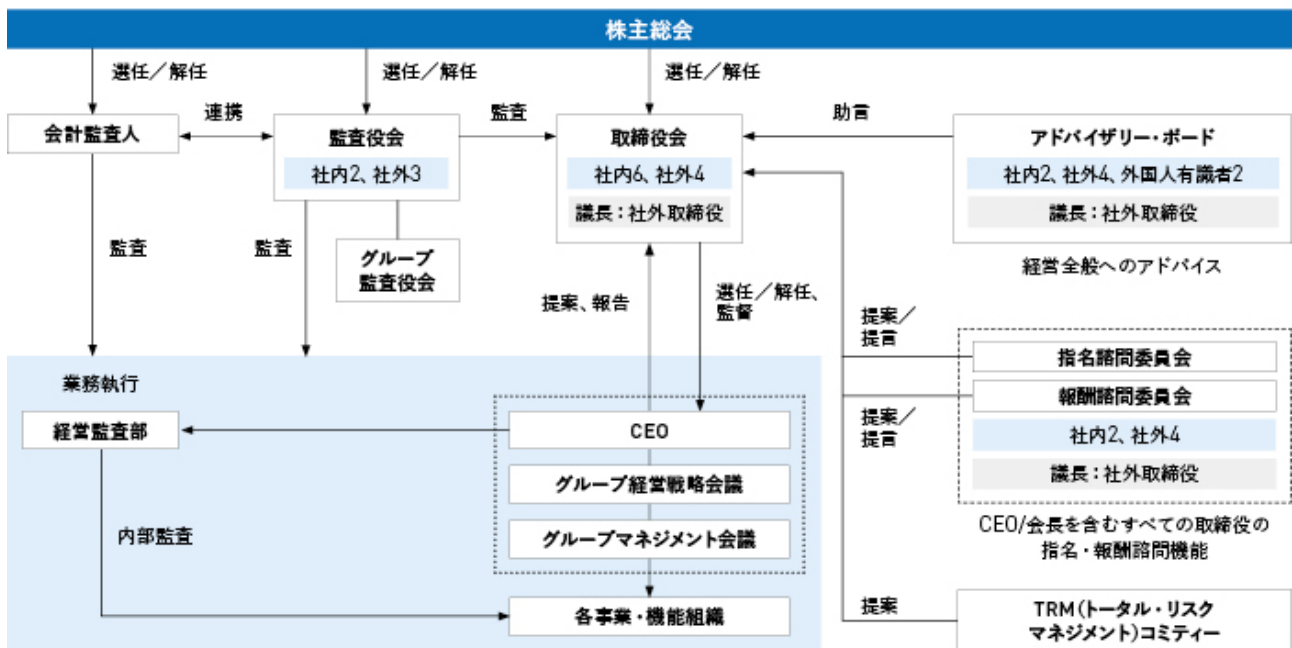 株主総会
選任／解任
選任／解任
選任／解任
会計監査人
連携
監査役会
社内2、社外3
監査
取締役会
社内6、社外4
議長：社外取締役
助言
アドバイザリー・ボード
社内2、社外4、外国人有識者2
議長：社外取締役
経営全般へのアドバイス
監査
監査
グループ
監査役会
提案、報告
選任／解任、
監督
提案／
提言
指名諮問委員会
報酬諮問委員会
社内2、社外4
議長：社外取締役
提案／
提言
CEO/会長を含むすべての取締役の
指名・報酬諮問機能
業務執行
経営監査部
CEO
グループ経営戦略会議
グループマネジメント会議
内部監査
各事業・機能組織
提案
TRM（トータル・リスク
マネジメント）コミティー